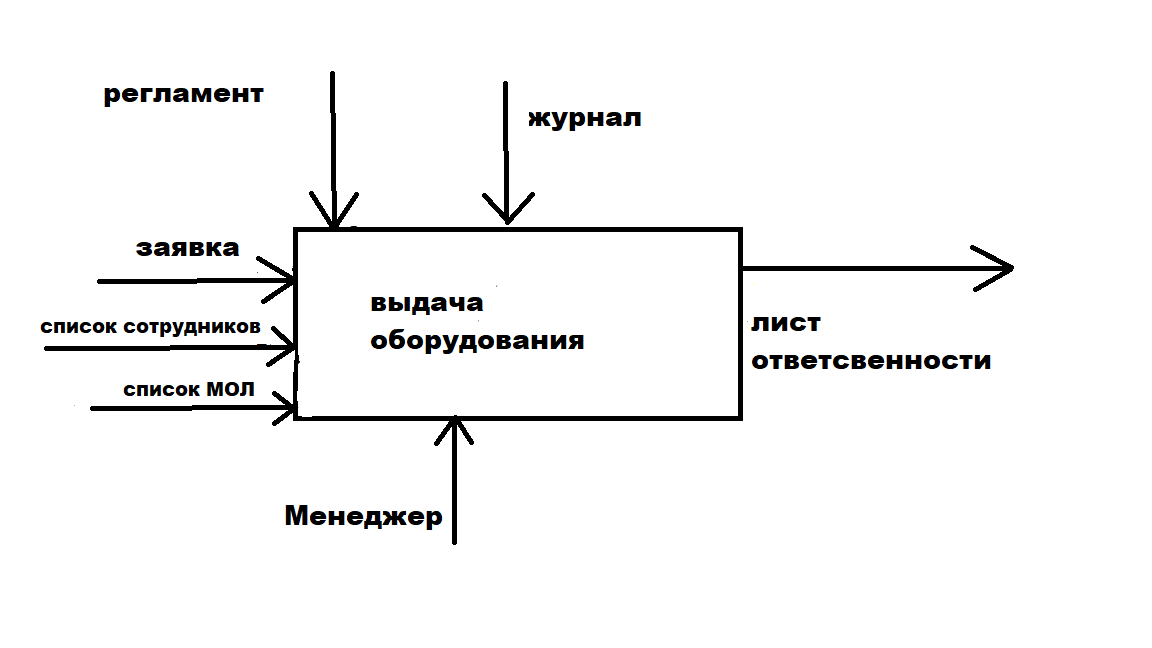 регламент
журнал
заявка
список сотрудников
список МОЛ
выдача
оборудования
лист
ответсвенности
Менеджер